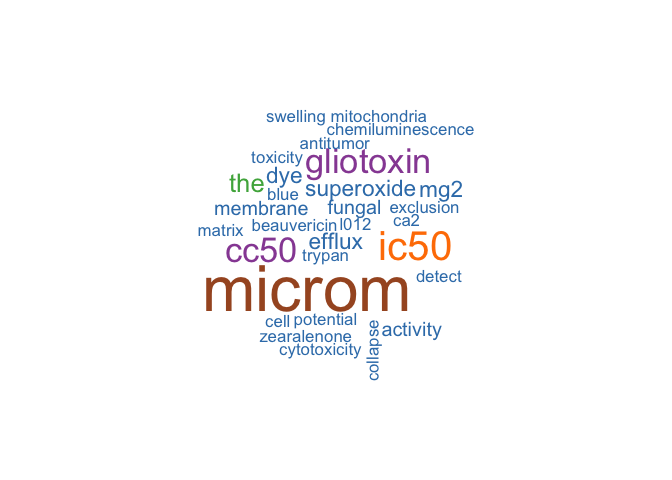 swelling mitochondria
chemiluminescence
antitumor
toxicity gliotoxin
the dye superoxide mg2
blue
membrane fungal exclusion
matrix beauvericin l012 ca2
cc50 efflux ic50
trypan
microm detect
cell potential
zearalenone collapse activity
cytotoxicity